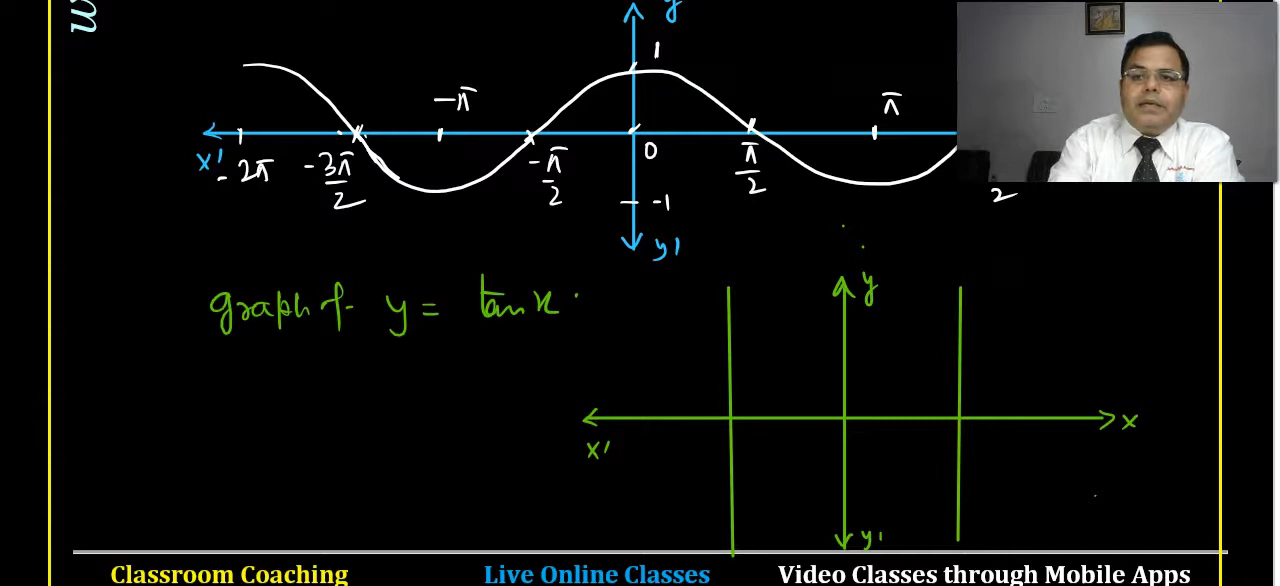 m
y
1
-π
π
0
X'
-2π
-3π/2
-π/2
π/2
2
-1
y'
graph of y = tan x.
y
X
X'
y'
Classroom Coaching Live Online Classes Video Classes through Mobile Apps